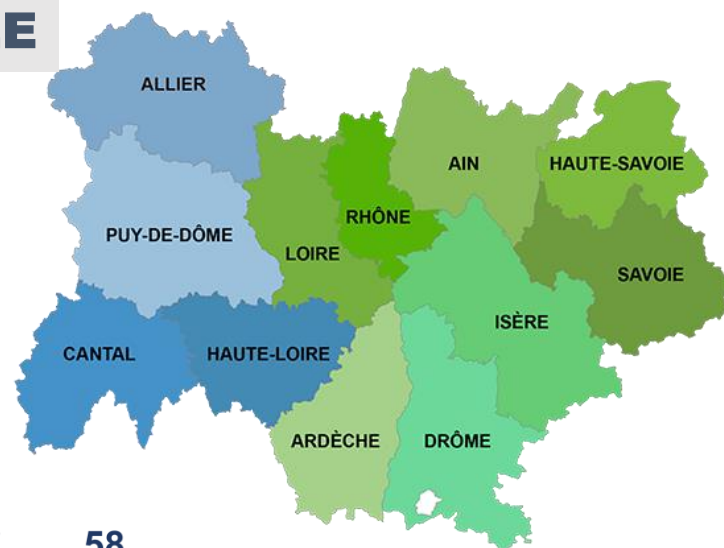 E
ALLIER
AIN
HAUTE-SAVOIE
RHÔNE
PUY-DE-DÔME
LOIRE
SAVOIE
ISÈRE
CANTAL
HAUTE-LOIRE
ARDÈCHE
DRÔME
58